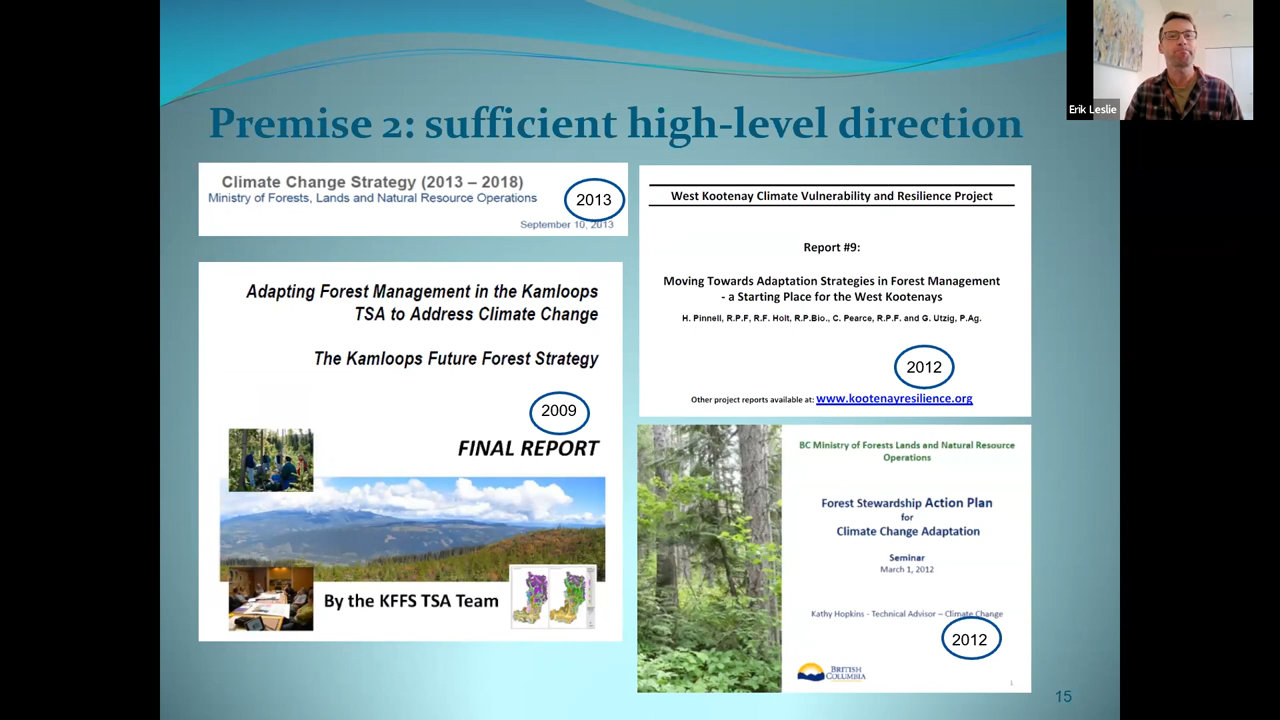 Erik Leslie
Premise 2: sufficient high-level direction
Climate Change Strategy (2013 – 2018)
Ministry of Forests, Lands and Natural Resource Operations
2013
September 10, 2013
Adapting Forest Management in the Kamloops
TSA to Address Climate Change
The Kamloops Future Forest Strategy
2009
FINAL REPORT
By the KFFS TSA Team
West Kootenay Climate Vulnerability and Resilience Project
Report #9:
Moving Towards Adaptation Strategies in Forest Management
- a Starting Place for the West Kootenays
H. Pinnell, R.P.F, R.F. Holt, R.P.Bio., C. Pearce, R.P.F. and G. Utzig, P.Ag.
2012
Other project reports available at: www.kootenayresilience.org
BC Ministry of Forests Lands and Natural Resource
Operations
Forest Stewardship Action Plan
for
Climate Change Adaptation
Seminar
March 1, 2012
Kathy Hopkins - Technical Advisor – Climate Change
2012
BRITISH
COLUMBIA
1
15